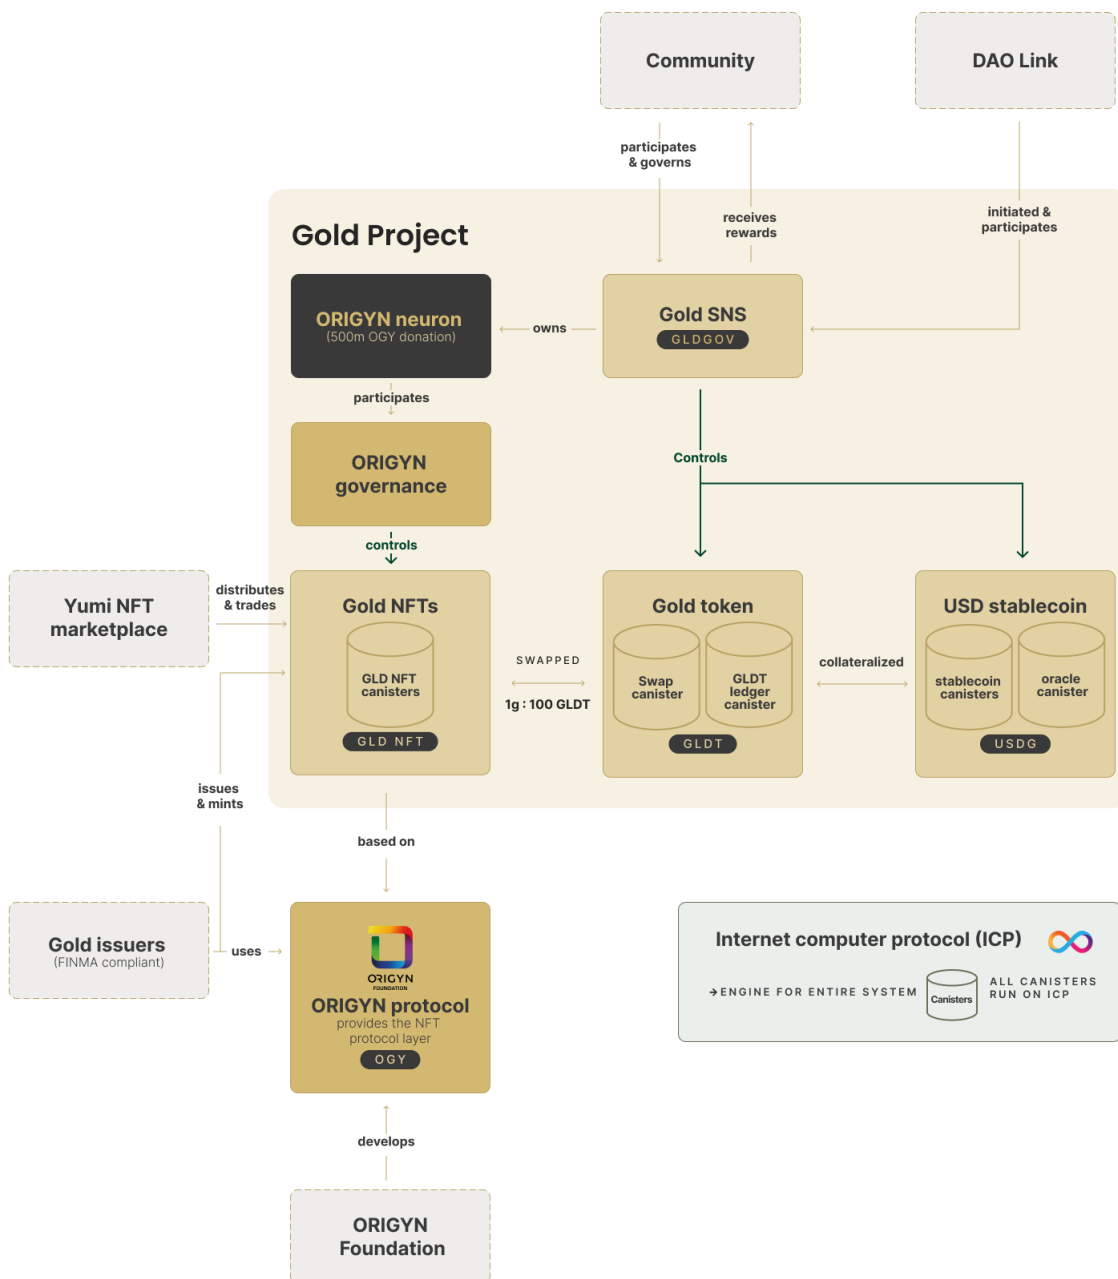 Community
DAO Link
participates
& governs
receives
rewards
initiated &
participates
Gold Project
ORIGYN neuron
(500m OGY donation)
owns
Gold SNS
GLDGOV
participates
ORIGYN
governance
Controls
controls
Yumi NFT
marketplace
distributes
& trades
Gold NFTs
GLD NFT
canisters
GLD NFT
SWAPPED
1g : 100 GLDT
Gold token
Swap
canister
GLDT
ledger
canister
GLDT
collateralized
USD stablecoin
stablecoin
canisters
oracle
canister
USDG
issues
& mints
based on
Gold issuers
(FINMA compliant)
uses
ORIGYN
FOUNDATION
ORIGYN protocol
provides the NFT
protocol layer
OGY
Internet computer protocol (ICP)
→ENGINE FOR ENTIRE SYSTEM
Canisters
ALL CANISTERS
RUN ON ICP
develops
ORIGYN
Foundation